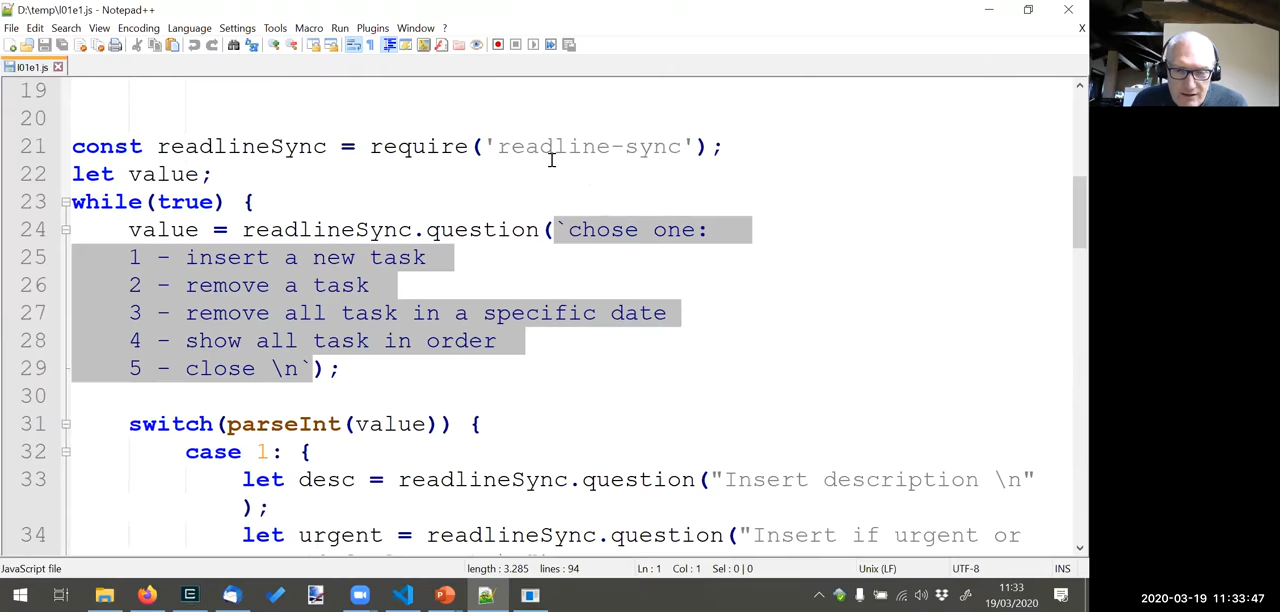 D:\temp\l01e1.js - Notepad++
File Edit Search View Encoding Language Settings Tools Macro Run Plugins Window ?
X
l01e1.js
19
20
21 const readlineSync = require('readline-sync');
22 let value;
23 while(true) {
24 value = readlineSync.question(`chose one:
25 1 - insert a new task
26 2 - remove a task
27 3 - remove all task in a specific date
28 4 - show all task in order
29 5 - close \n`);
30
31 switch(parseInt(value)) {
32 case 1: {
33 let desc = readlineSync.question("Insert description \n"
);
34 let urgent = readlineSync.question("Insert if urgent or
JavaScript file length : 3.285 lines : 94 Ln : 1 Col : 1 Sel : 0 | 0 Unix (LF) UTF-8 INS
11:33
19/03/2020
2020-03-19 11:33:47